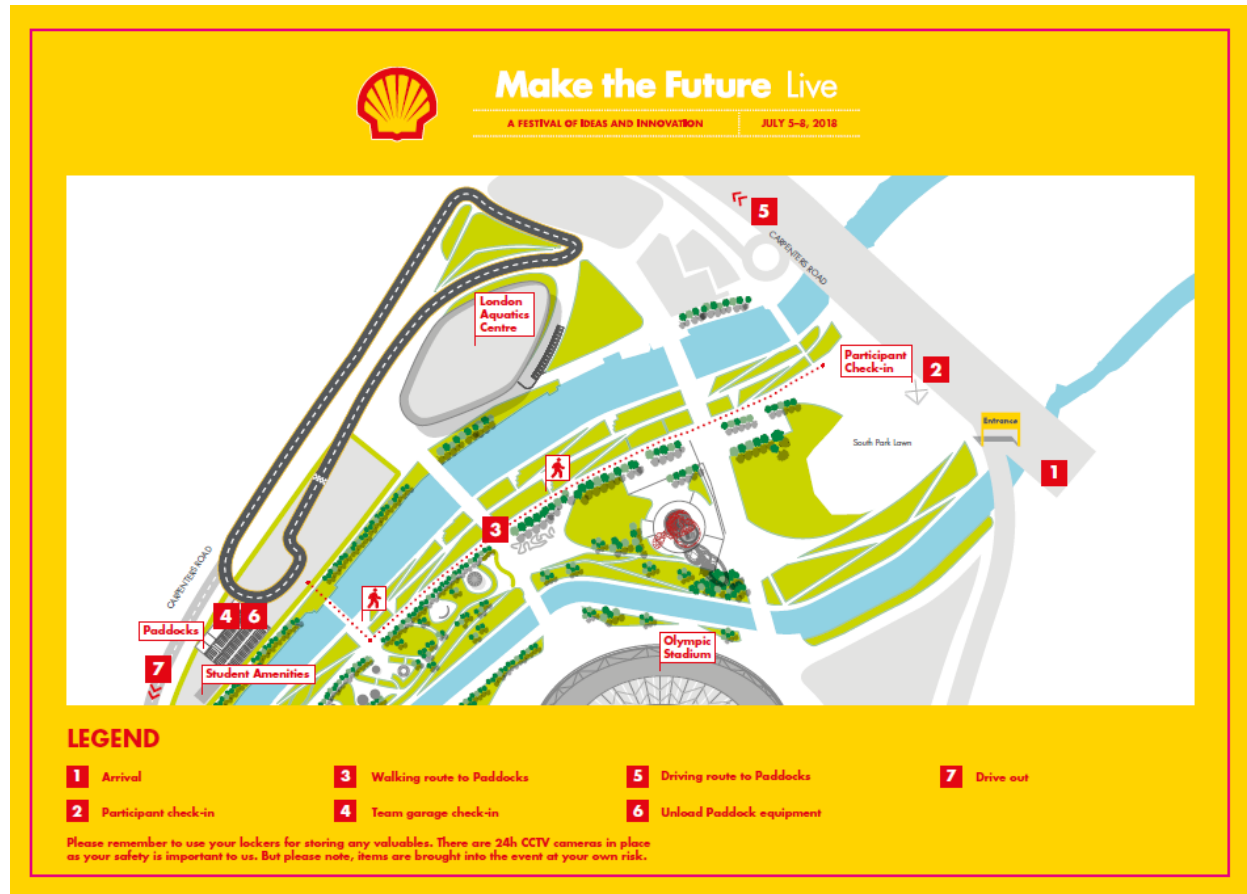 Make the Future Live
A FESTIVAL OF IDEAS AND INNOVATION
JULY 5–8, 2018
5
CARPENTERS ROAD
London
Aquatics
Centre
Participant
Check-in
2
Entrance
South Park Lawn
1
3
CARPENTERS ROAD
4
6
Paddocks
7
Student Amenities
Olympic
Stadium
LEGEND
1 Arrival
3 Walking route to Paddocks
5 Driving route to Paddocks
7 Drive out
2 Participant check-in
4 Team garage check-in
6 Unload Paddock equipment
Please remember to use your lockers for storing any valuables. There are 24h CCTV cameras in place
as your safety is important to us. But please note, items are brought into the event at your own risk.